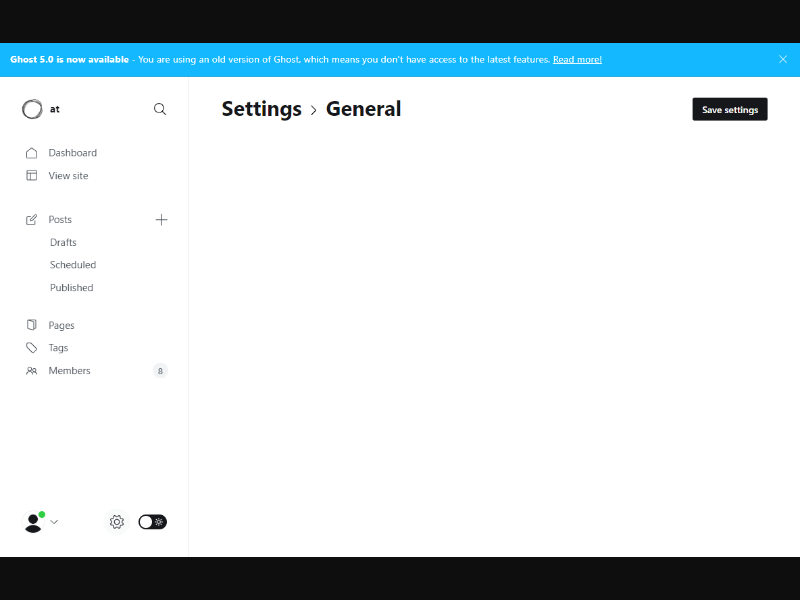 Ghost 5.0 is now available - You are using an old version of Ghost, which means you don't have access to the latest features. Read more!
at
Settings > General
Save settings
Dashboard
View site
Posts
Drafts
Scheduled
Published
Pages
Tags
Members 8